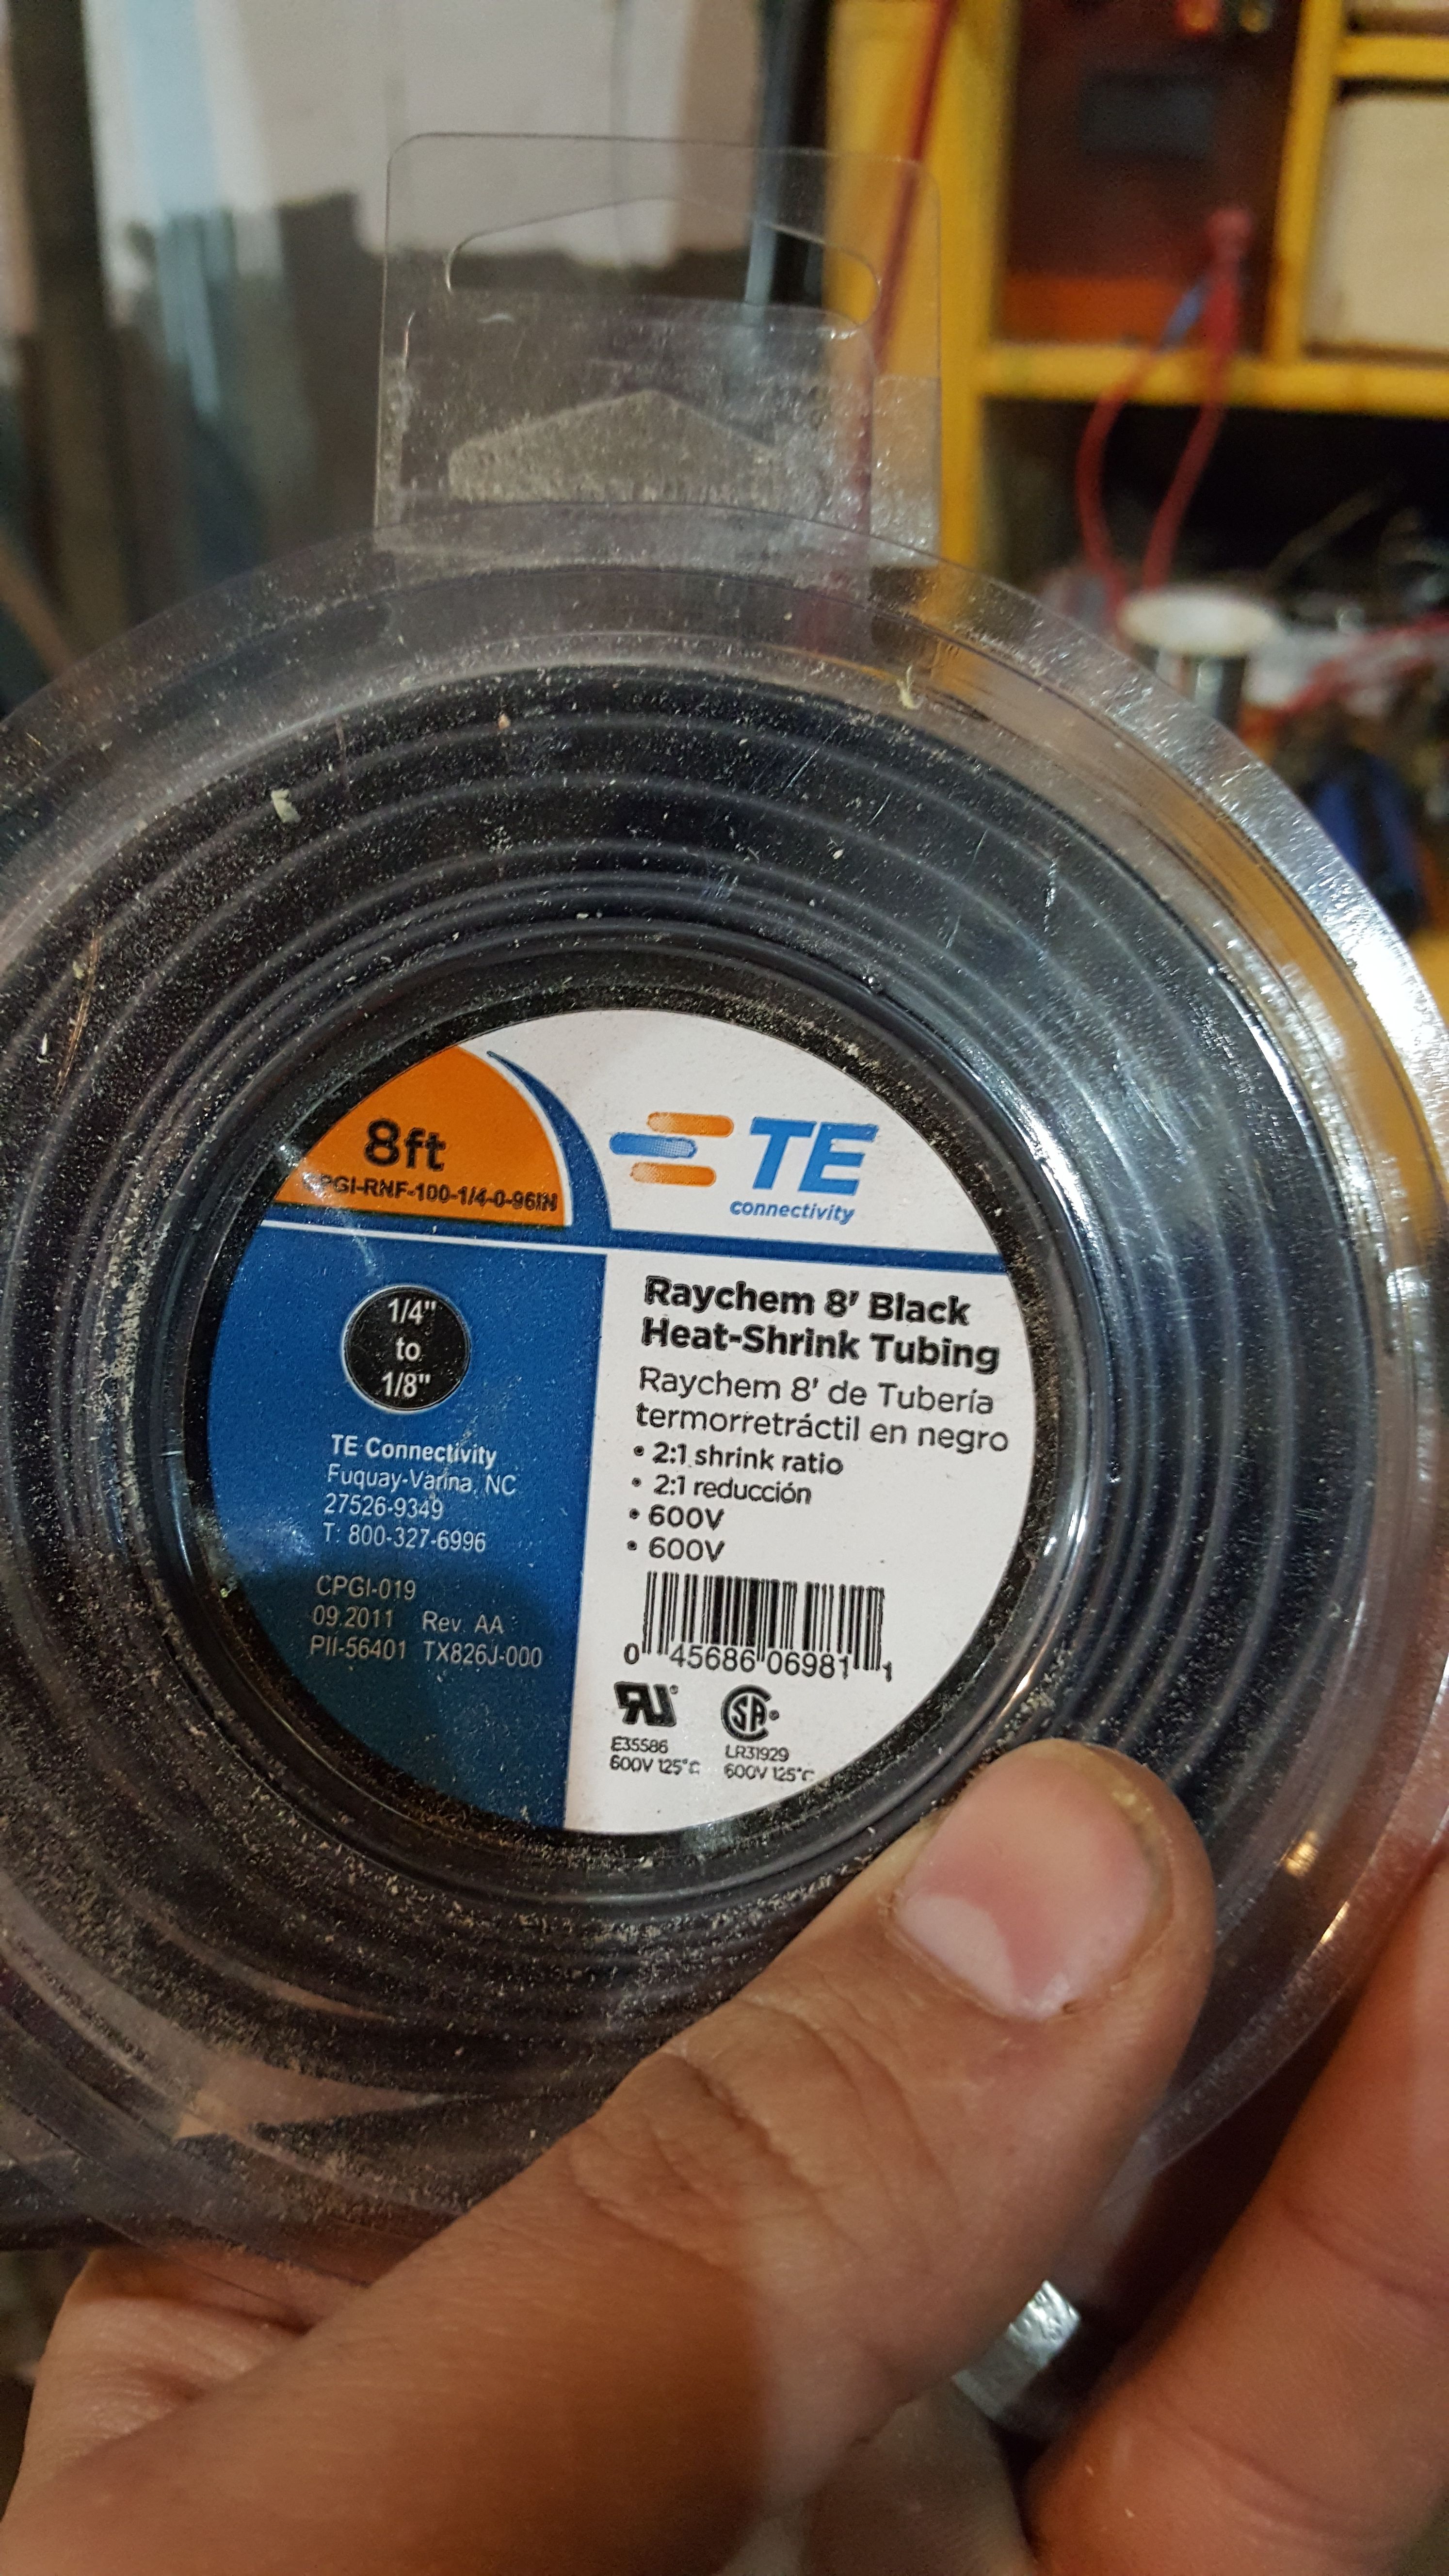 8ft
CPGI-RNF-100-1/4-0-96IN
TE
connectivity
1/4"
to
1/8"
TE Connectivity
Fuquay-Varina, NC
27526-9349
T: 800-327-6996
CPGI-019
09.2011 Rev. AA
PII-56401 TX826J-000
Raychem 8' Black
Heat-Shrink Tubing
Raychem 8' de Tubería
termorretráctil en negro
• 2:1 shrink ratio
• 2:1 reducción
• 600V
• 600V
0 45686 06981 1
RU
SA
E35586
600V 125°C
LR31929
600V 125°C